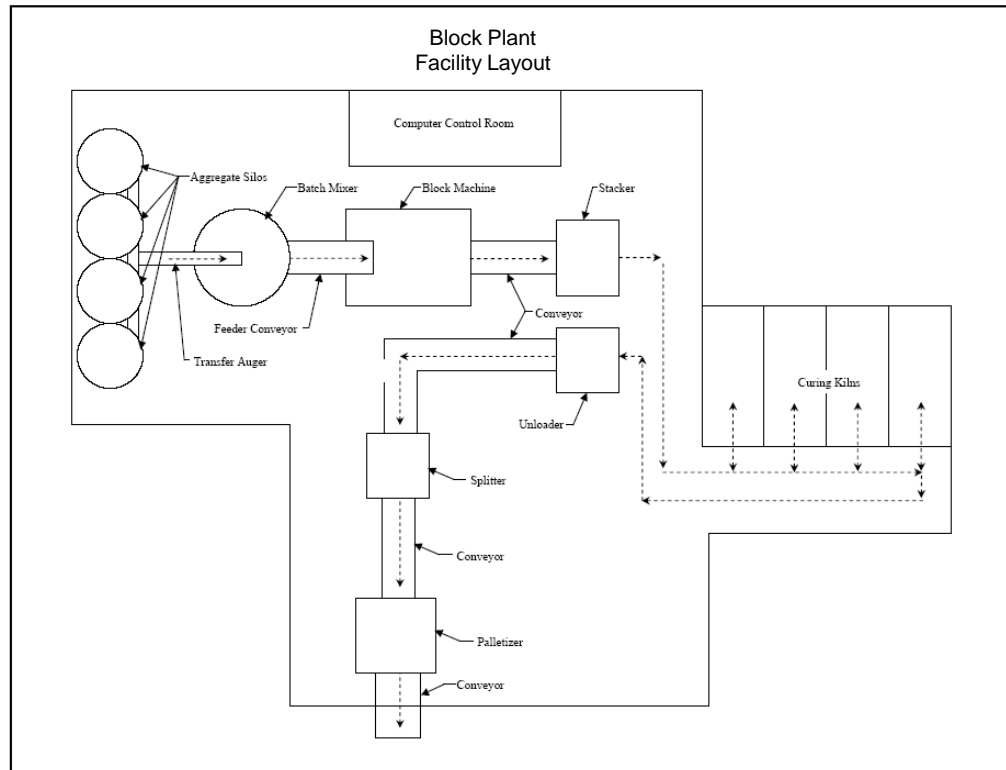 Block Plant
Facility Layout
Computer Control Room
Aggregate Silos
Batch Mixer
Block Machine
Stacker
Feeder Conveyor
Conveyor
Transfer Auger
Curing Kilns
Unloader
Splitter
Conveyor
Palletizer
Conveyor